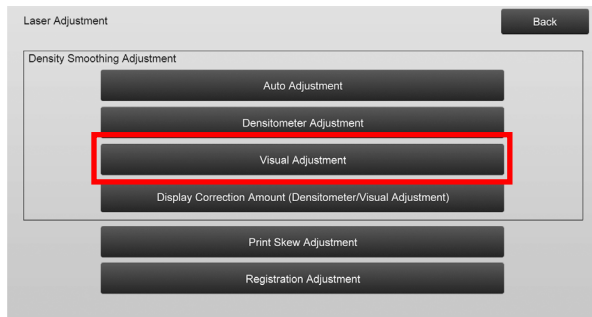 Laser Adjustment
Back
Density Smoothing Adjustment
Auto Adjustment
Densitometer Adjustment
Visual Adjustment
Display Correction Amount (Densitometer/Visual Adjustment)
Print Skew Adjustment
Registration Adjustment